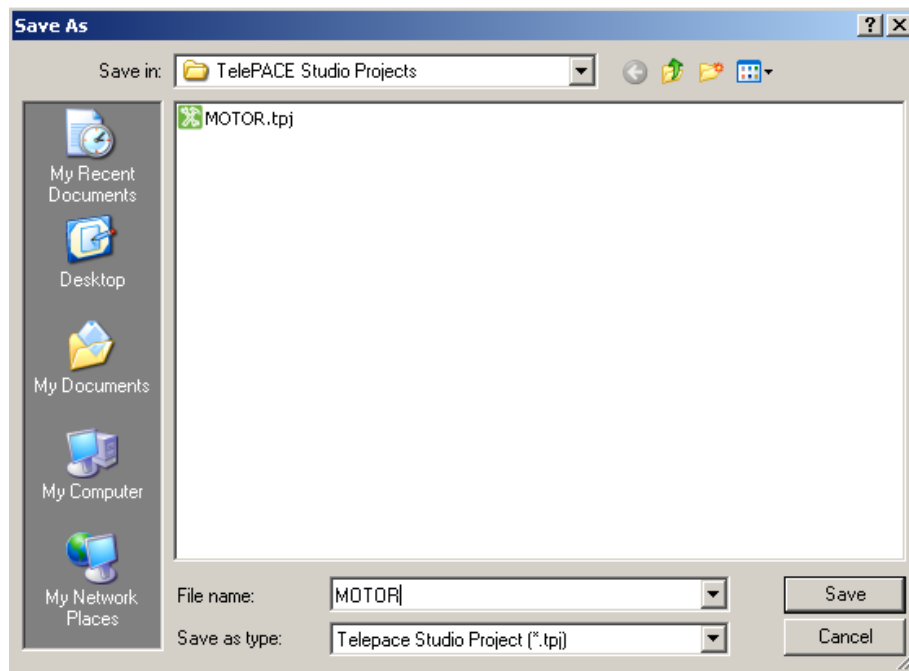 Save As
Save in: TelePACE Studio Projects
MOTOR.tpj
My Recent
Documents
Desktop
My Documents
My Computer
My Network
Places
File name: MOTOR Save
Save as type: Telepace Studio Project (*.tpj) Cancel